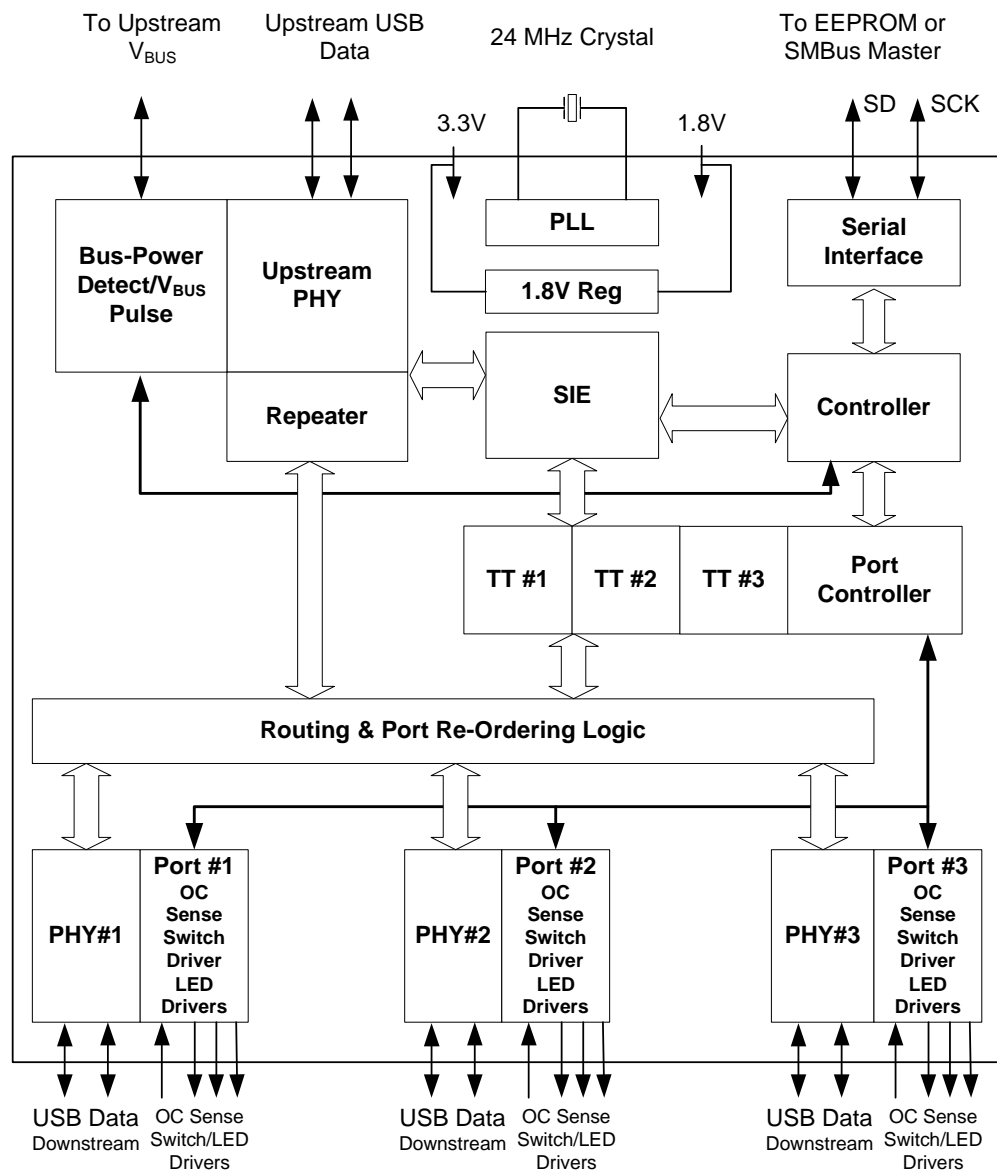 To Upstream
VBUS
Upstream USB
Data
24 MHz Crystal
To EEPROM or
SMBus Master
3.3V
1.8V
SD
SCK
Bus-Power
Detect/VBUS
Pulse
Upstream
PHY
PLL
1.8V Reg
Serial
Interface
Repeater
SIE
Controller
TT #1
TT #2
TT #3
Port
Controller
Routing & Port Re-Ordering Logic
PHY#1
Port #1
OC
Sense
Switch
Driver
LED
Drivers
PHY#2
Port #2
OC
Sense
Switch
Driver
LED
Drivers
PHY#3
Port #3
OC
Sense
Switch
Driver
LED
Drivers
USB Data
Downstream
OC Sense
Switch/LED
Drivers
USB Data
Downstream
OC Sense
Switch/LED
Drivers
USB Data
Downstream
OC Sense
Switch/LED
Drivers